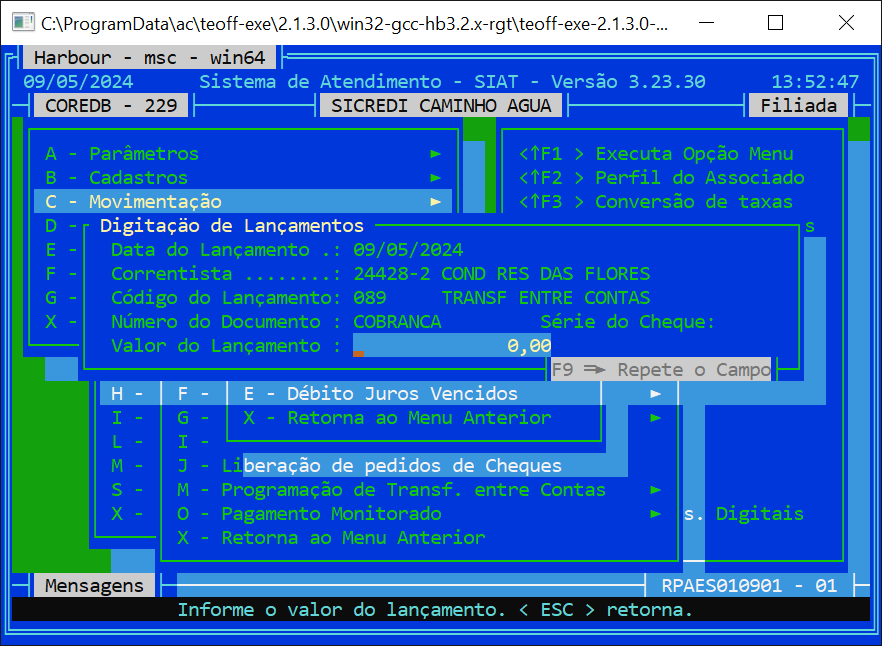 C:\ProgramData\ac\teoff-exe\2.1.3.0\win32-gcc-hb3.2.x-rgt\teoff-exe-2.1.3.0-...
Harbour - msc - win64
09/05/2024 Sistema de Atendimento - SIAT - Versão 3.23.30 13:52:47
COREDB - 229 SICREDI CAMINHO AGUA Filiada
A - Parâmetros ► <↑F1 > Executa Opção Menu
B - Cadastros ► <↑F2 > Perfil do Associado
C - Movimentação ► <↑F3 > Conversão de taxas
D - Digitaçäo de Lançamentos s
E - Data do Lançamento .: 09/05/2024
F - Correntista ........: 24428-2 COND RES DAS FLORES
G - Código do Lançamento: 089 TRANSF ENTRE CONTAS
X - Número do Documento : COBRANCA Série do Cheque:
Valor do Lançamento : 0,00
F9 => Repete o Campo
H - F - E - Débito Juros Vencidos ►
I - G - X - Retorna ao Menu Anterior ►
L - I -
M - J - Liberação de pedidos de Cheques
S - M - Programação de Transf. entre Contas ►
X - O - Pagamento Monitorado ► s. Digitais
X - Retorna ao Menu Anterior
Mensagens RPAES010901 - 01
Informe o valor do lançamento. < ESC > retorna.